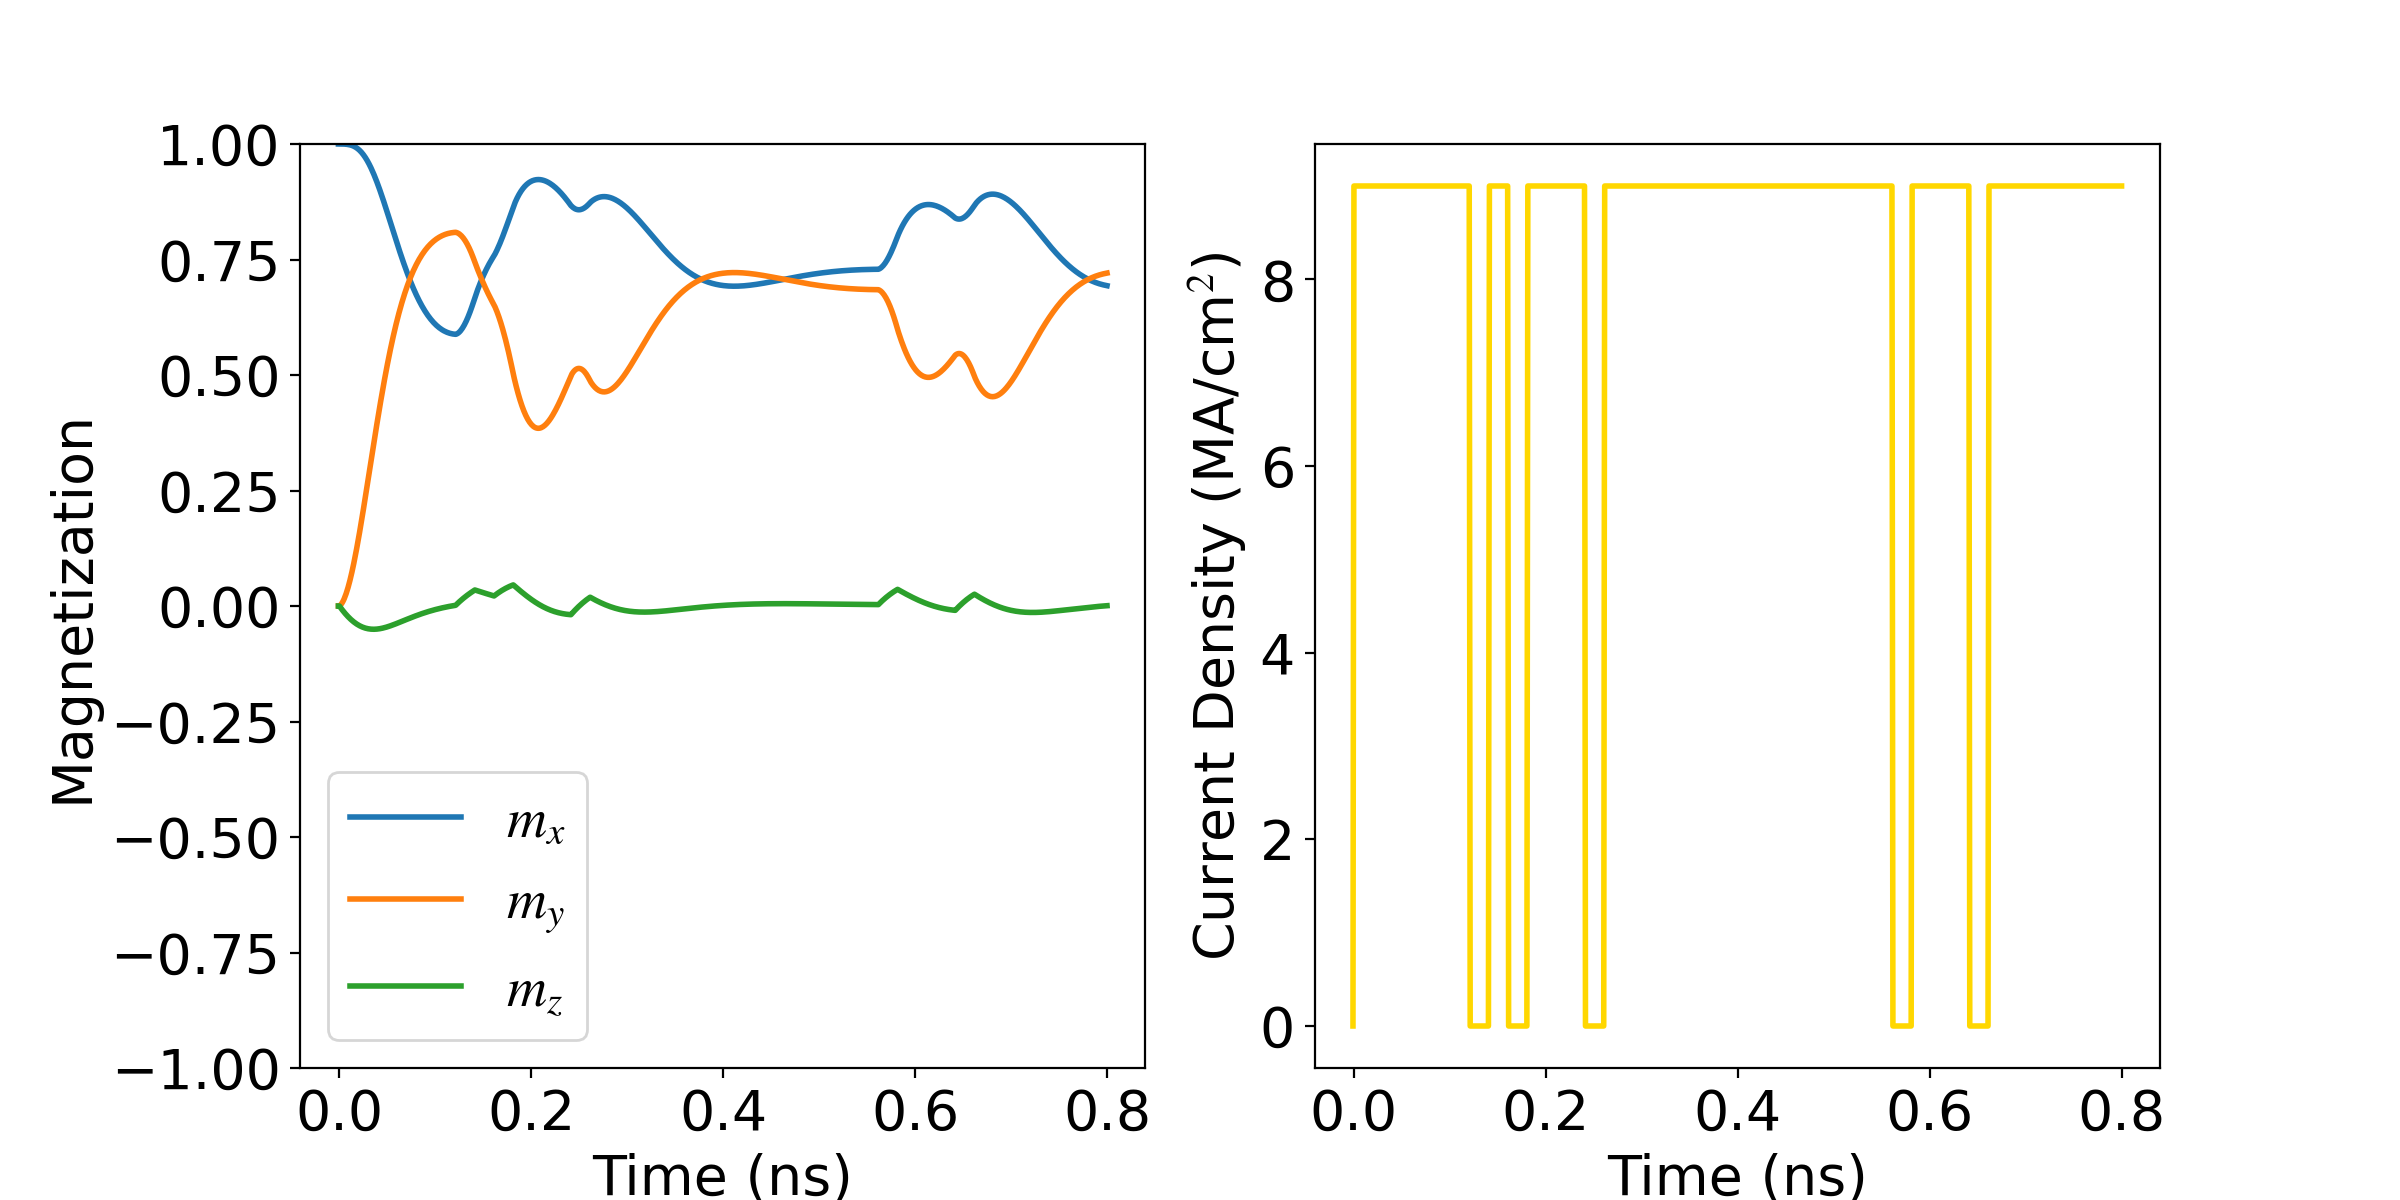 1.00
0.75
0.50
0.25
0.00
−0.25
−0.50
−0.75
−1.00
Magnetization
0.0 0.2 0.4 0.6 0.8
Time (ns)
m_x
m_y
m_z
8
6
4
2
0
Current Density (MA/cm²)
0.0 0.2 0.4 0.6 0.8
Time (ns)